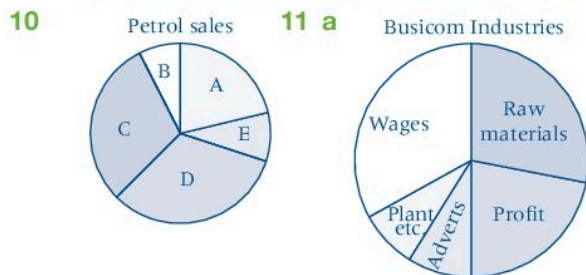 10
Petrol sales
B
A
E
C
D
11 a
Busicom Industries
Wages
Raw
materials
Plant
etc.
Adverts
Profit